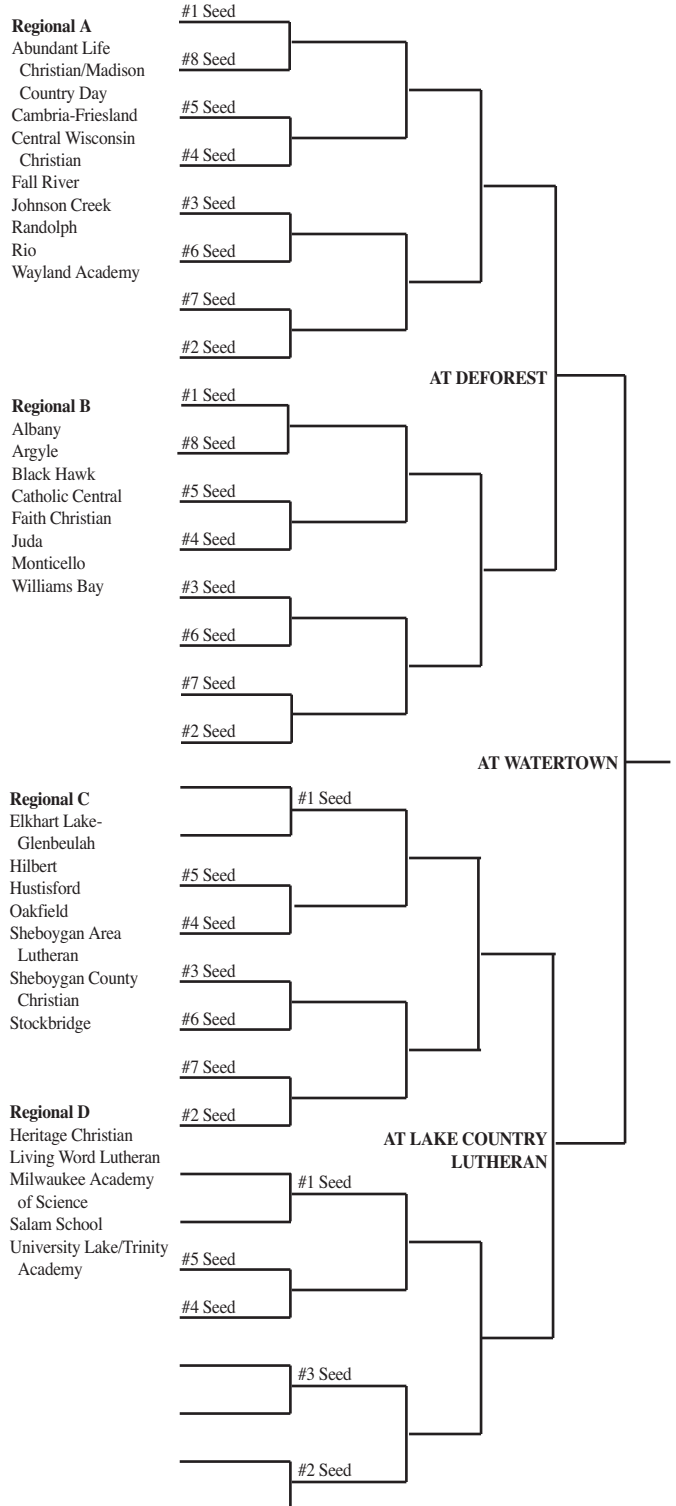 Regional A
Abundant Life
Christian/Madison
Country Day
Cambria-Friesland
Central Wisconsin
Christian
Fall River
Johnson Creek
Randolph
Rio
Wayland Academy
#1 Seed
#8 Seed
#5 Seed
#4 Seed
#3 Seed
#6 Seed
#7 Seed
#2 Seed
AT DEFOREST
Regional B
Albany
Argyle
Black Hawk
Catholic Central
Faith Christian
Juda
Monticello
Williams Bay
#1 Seed
#8 Seed
#5 Seed
#4 Seed
#3 Seed
#6 Seed
#7 Seed
#2 Seed
AT WATERTOWN
Regional C
Elkhart Lake-
Glenbeulah
Hilbert
Hustisford
Oakfield
Sheboygan Area
Lutheran
Sheboygan County
Christian
Stockbridge
#1 Seed
#5 Seed
#4 Seed
#3 Seed
#6 Seed
#7 Seed
#2 Seed
AT LAKE COUNTRY
LUTHERAN
Regional D
Heritage Christian
Living Word Lutheran
Milwaukee Academy
of Science
Salam School
University Lake/Trinity
Academy
#1 Seed
#5 Seed
#4 Seed
#3 Seed
#2 Seed